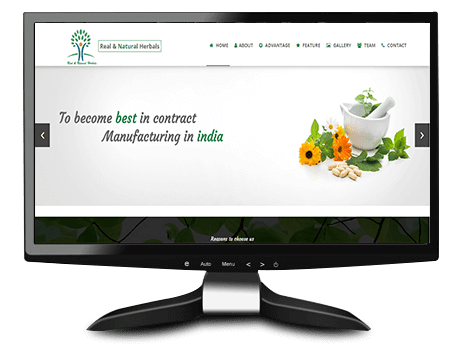 Real & Natural Herbals
HOME ABOUT ADVANTAGE FEATURE GALLERY TEAM CONTACT
Real & Natural Herbals
To become best in contract
Manufacturing in india
Reasons to choose us
e Auto Menu < >